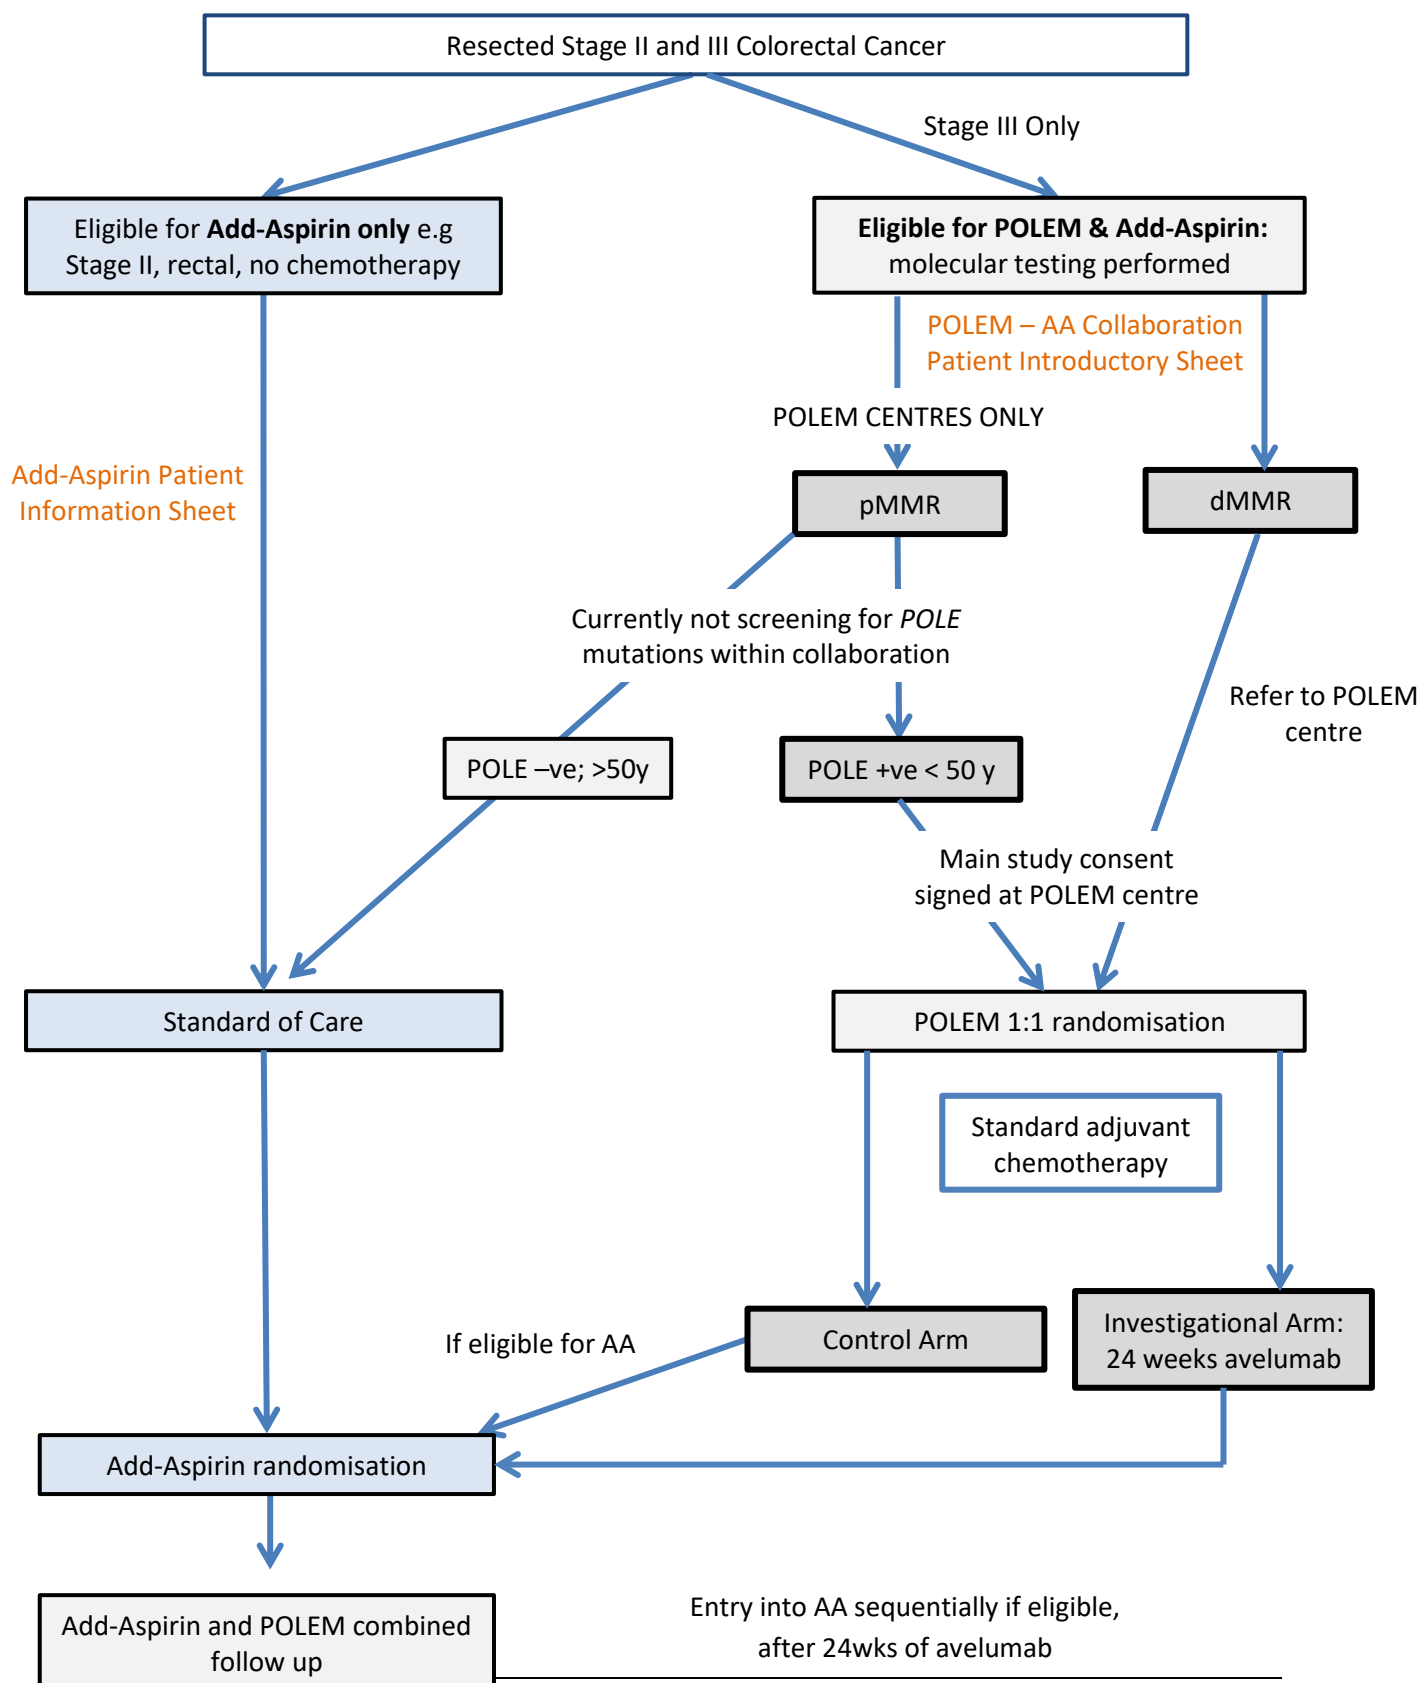 Resected Stage II and III Colorectal Cancer
Stage III Only
Eligible for Add-Aspirin only e.g
Stage II, rectal, no chemotherapy
Eligible for POLEM & Add-Aspirin:
molecular testing performed
POLEM – AA Collaboration
Patient Introductory Sheet
POLEM CENTRES ONLY
Add-Aspirin Patient
Information Sheet
pMMR
dMMR
Currently not screening for POLE
mutations within collaboration
Refer to POLEM
centre
POLE –ve; >50y
POLE +ve < 50 y
Main study consent
signed at POLEM centre
Standard of Care
POLEM 1:1 randomisation
Standard adjuvant
chemotherapy
If eligible for AA
Control Arm
Investigational Arm:
24 weeks avelumab
Add-Aspirin randomisation
Add-Aspirin and POLEM combined
follow up
Entry into AA sequentially if eligible,
after 24wks of avelumab